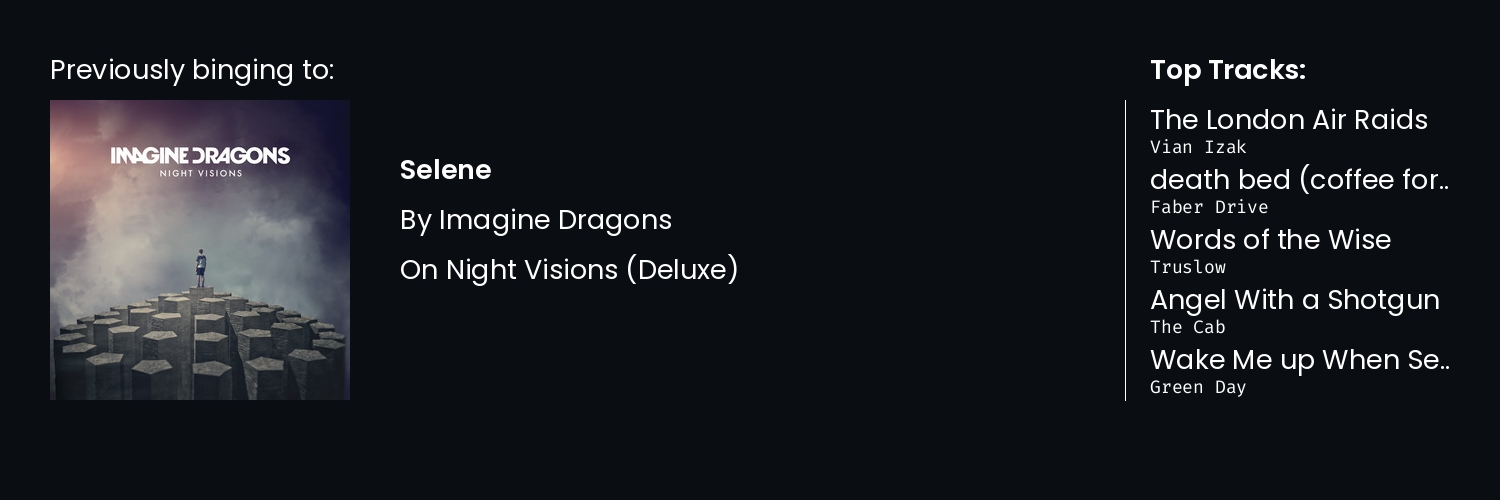 Previously binging to:
IMAGINE DRAGONS
NIGHT VISIONS
Selene
By Imagine Dragons
On Night Visions (Deluxe)
Top Tracks:
The London Air Raids
Vian Izak
death bed (coffee for..
Faber Drive
Words of the Wise
Truslow
Angel With a Shotgun
The Cab
Wake Me up When Se..
Green Day